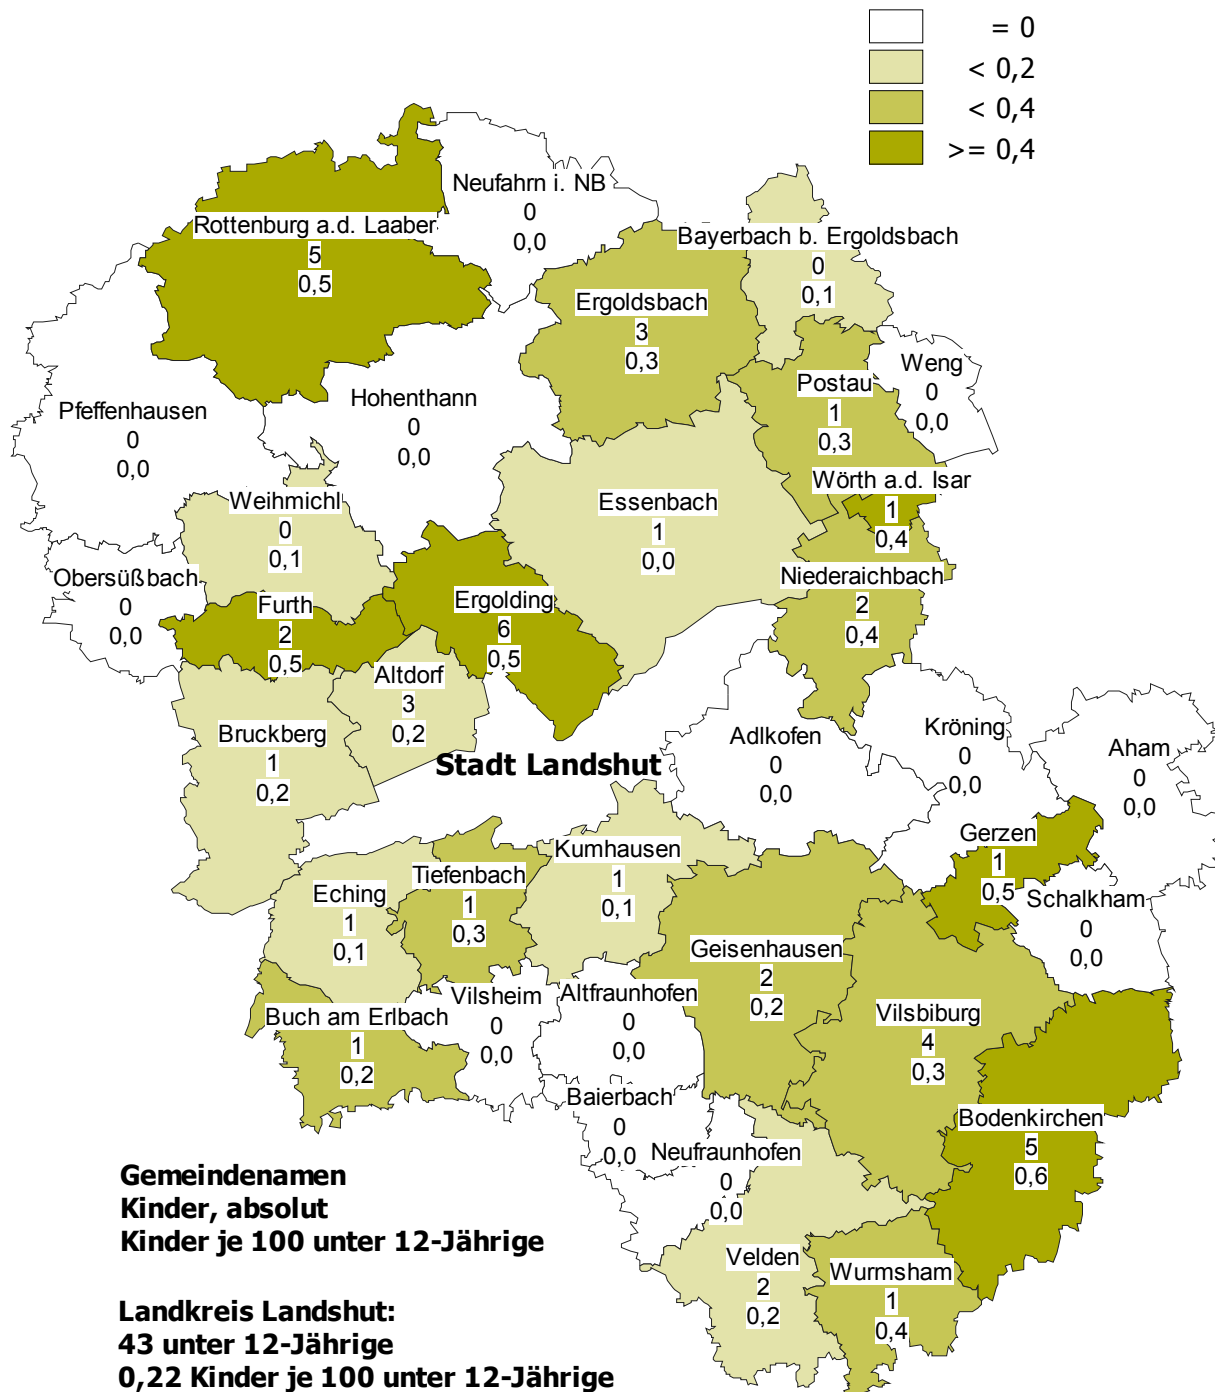 = 0
< 0,2
< 0,4
>= 0,4
Neufahrn i. NB
0
0,0
Rottenburg a.d. Laaber
5
0,5
Bayerbach b. Ergoldsbach
0
0,1
Ergoldsbach
3
0,3
Weng
0
0,0
Postau
1
0,3
Pfeffenhausen
0
0,0
Hohenthann
0
0,0
Wörth a.d. Isar
1
0,4
Weihmichl
0
0,1
Essenbach
1
0,0
Obersüßbach
0
0,0
Niederaichbach
2
0,4
Furth
2
0,5
Ergolding
6
0,5
Altdorf
3
0,2
Bruckberg
1
0,2
Stadt Landshut
Adlkofen
0
0,0
Kröning
0
0,0
Aham
0
0,0
Gerzen
1
0,5
Kumhausen
1
0,1
Tiefenbach
1
0,3
Eching
1
0,1
Schalkham
0
0,0
Geisenhausen
2
0,2
Vilsheim
0
0,0
Altfraunhofen
0
0,0
Buch am Erlbach
1
0,2
Vilsbiburg
4
0,3
Baierbach
0
0,0
Bodenkirchen
5
0,6
Neufraunhofen
0
0,0
Velden
2
0,2
Wurmsham
1
0,4
Gemeindenamen
Kinder, absolut
Kinder je 100 unter 12-Jährige
Landkreis Landshut:
43 unter 12-Jährige
0,22 Kinder je 100 unter 12-Jährige